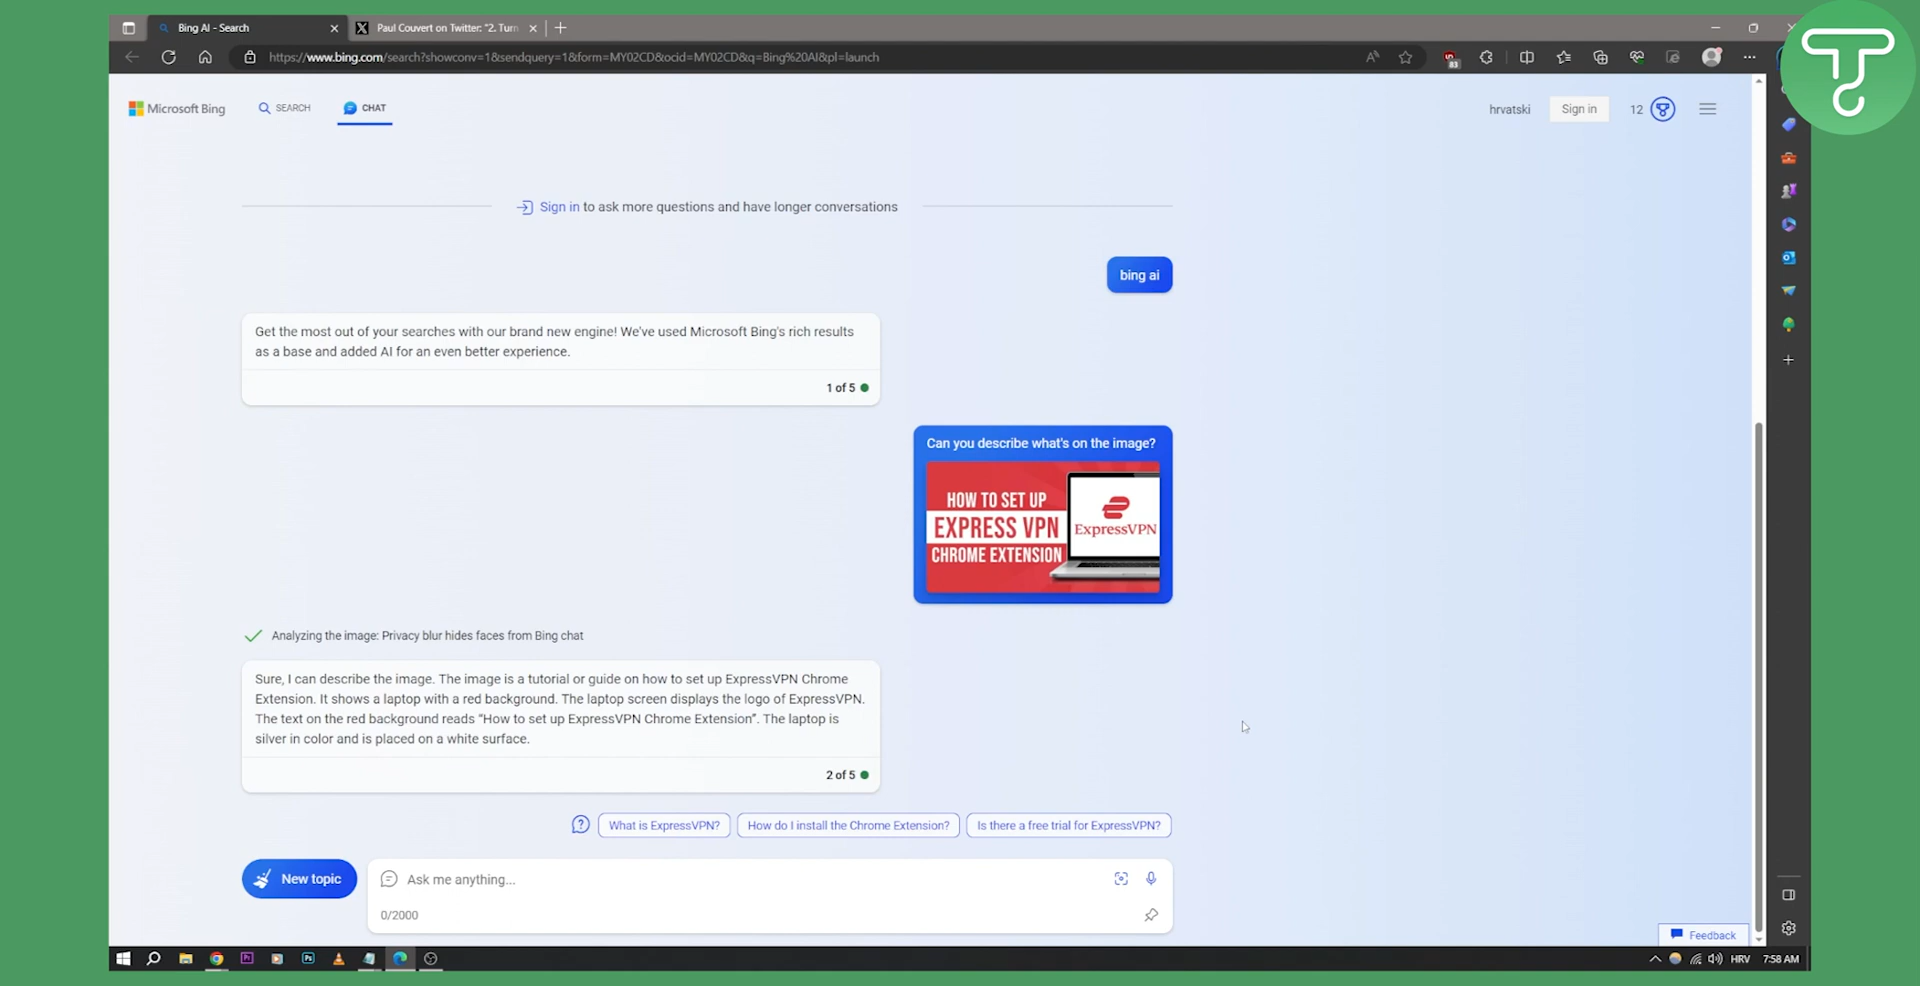 Bing AI - Search
Paul Couvert on Twitter: "2. Turn
https://www.bing.com/search?showconv=1&sendquery=1&form=MY02CD&ocid=MY02CD&q=Bing%20AI&pl=launch
83
Microsoft Bing
SEARCH
CHAT
hrvatski
Sign in
12
Sign in to ask more questions and have longer conversations
bing ai
Get the most out of your searches with our brand new engine! We've used Microsoft Bing's rich results
as a base and added AI for an even better experience.
1 of 5
Can you describe what's on the image?
HOW TO SET UP
EXPRESS VPN
CHROME EXTENSION
ExpressVPN
Analyzing the image: Privacy blur hides faces from Bing chat
Sure, I can describe the image. The image is a tutorial or guide on how to set up ExpressVPN Chrome
Extension. It shows a laptop with a red background. The laptop screen displays the logo of ExpressVPN.
The text on the red background reads “How to set up ExpressVPN Chrome Extension”. The laptop is
silver in color and is placed on a white surface.
2 of 5
What is ExpressVPN?
How do I install the Chrome Extension?
Is there a free trial for ExpressVPN?
New topic
Ask me anything...
0/2000
Feedback
HRV
7:58 AM